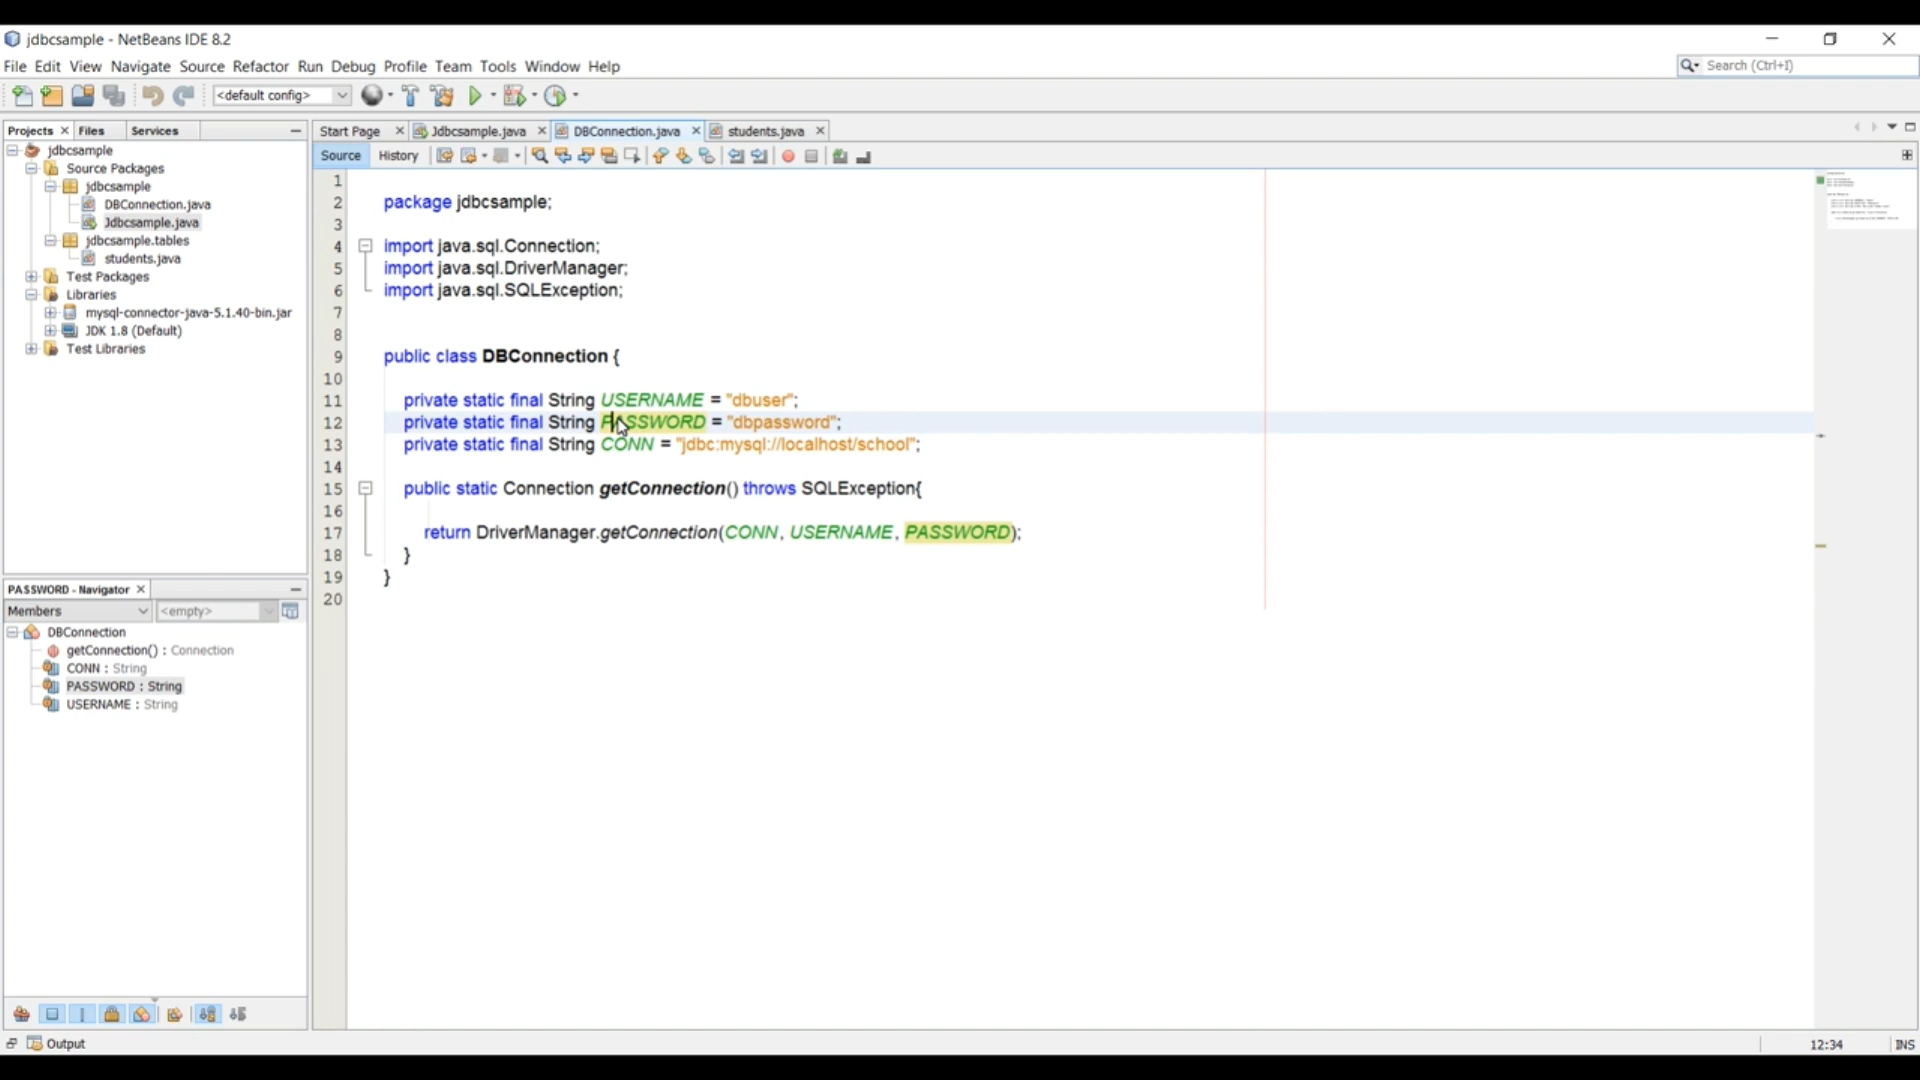 jdbcsample - NetBeans IDE 8.2
File Edit View Navigate Source Refactor Run Debug Profile Team Tools Window Help
Search (Ctrl+I)
<default config>
Projects Files Services
Start Page Jdbcsample.java DBConnection.java students.java
Source History
jdbcsample
Source Packages
jdbcsample
DBConnection.java
Jdbcsample.java
jdbcsample.tables
students.java
Test Packages
Libraries
mysql-connector-java-5.1.40-bin.jar
JDK 1.8 (Default)
Test Libraries
1
2 package jdbcsample;
3
4 import java.sql.Connection;
5 import java.sql.DriverManager;
6 import java.sql.SQLException;
7
8
9 public class DBConnection {
10
11 private static final String USERNAME = "dbuser";
12 private static final String PASSWORD = "dbpassword";
13 private static final String CONN = "jdbc:mysql://localhost/school";
14
15 public static Connection getConnection() throws SQLException{
16
17 return DriverManager.getConnection(CONN, USERNAME, PASSWORD);
18 }
19 }
20
PASSWORD - Navigator
Members <empty>
DBConnection
getConnection() : Connection
CONN : String
PASSWORD : String
USERNAME : String
Output
12:34 INS